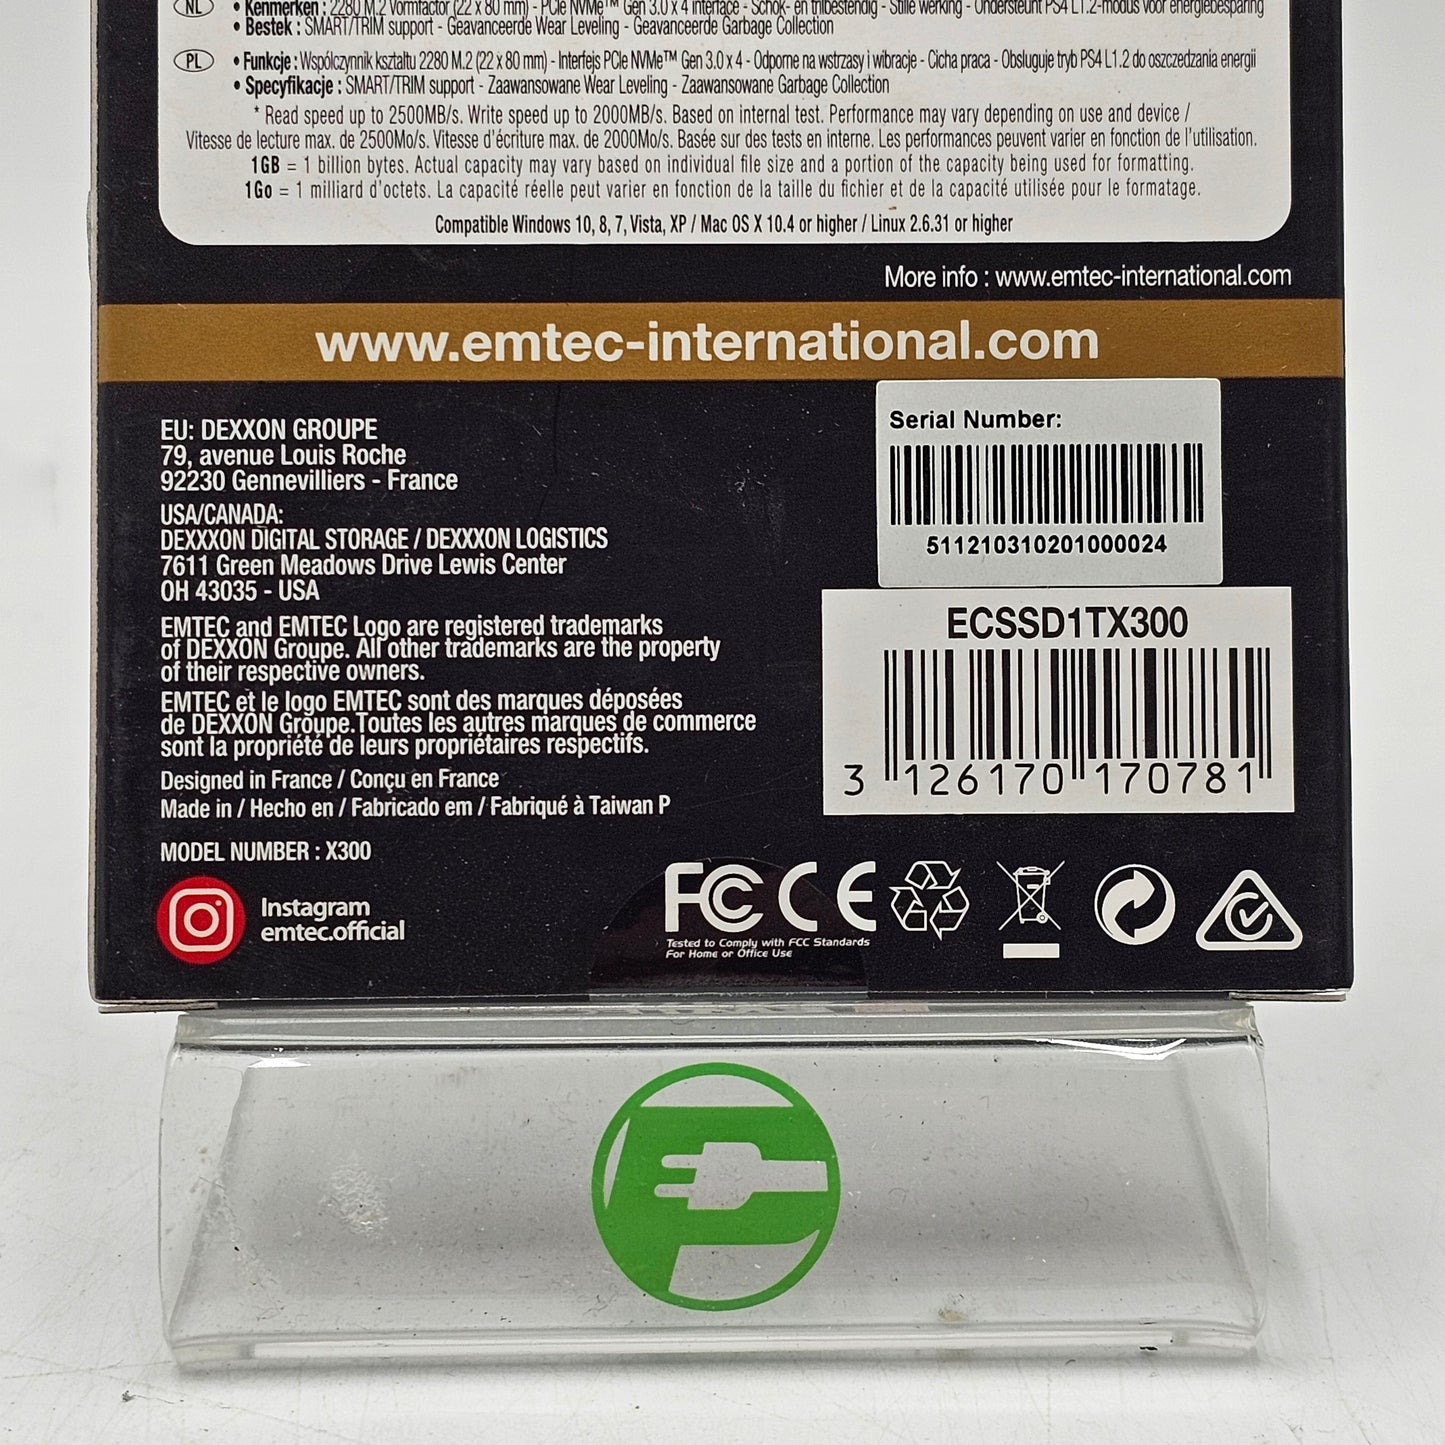 NL • Kenmerken : 2280 M.2 Vormfactor (22 x 80 mm) - PCIe NVMe™ Gen 3.0 x 4 interface - Schok- en trilbestendig - Stille werking - Ondersteunt PS4 L1.2-modus voor energiebesparing
• Bestek : SMART/TRIM support - Geavanceerde Wear Leveling - Geavanceerde Garbage Collection
PL • Funkcje : Współczynnik kształtu 2280 M.2 (22 x 80 mm) - Interfejs PCIe NVMe™ Gen 3.0 x 4 - Odporne na wstrzasy i wibracje - Cicha praca - Obsługuje tryb PS4 L1.2 do oszczedzania energii
• Specyfikacje : SMART/TRIM support - Zaawansowane Wear Leveling - Zaawansowane Garbage Collection
* Read speed up to 2500MB/s. Write speed up to 2000MB/s. Based on internal test. Performance may vary depending on use and device /
Vitesse de lecture max. de 2500Mo/s. Vitesse d'écriture max. de 2000Mo/s. Basée sur des tests en interne. Les performances peuvent varier en fonction de l'utilisation.
1GB = 1 billion bytes. Actual capacity may vary based on individual file size and a portion of the capacity being used for formatting.
1Go = 1 milliard d'octets. La capacité réelle peut varier en fonction de la taille du fichier et de la capacité utilisée pour le formatage.
Compatible Windows 10, 8, 7, Vista, XP / Mac OS X 10.4 or higher / Linux 2.6.31 or higher
More info : www.emtec-international.com
www.emtec-international.com
EU: DEXXON GROUPE
79, avenue Louis Roche
92230 Gennevilliers - France
USA/CANADA:
DEXXXON DIGITAL STORAGE / DEXXXON LOGISTICS
7611 Green Meadows Drive Lewis Center
OH 43035 - USA
EMTEC and EMTEC Logo are registered trademarks
of DEXXON Groupe. All other trademarks are the property
of their respective owners.
EMTEC et le logo EMTEC sont des marques déposées
de DEXXON Groupe.Toutes les autres marques de commerce
sont la propriété de leurs propriétaires respectifs.
Designed in France / Conçu en France
Made in / Hecho en / Fabricado em / Fabriqué à Taiwan P
MODEL NUMBER : X300
Instagram
emtec.official
Serial Number:
511210310201000024
ECSSD1TX300
3 126170 170781
FCC CE
Tested to Comply with FCC Standards
For Home or Office Use